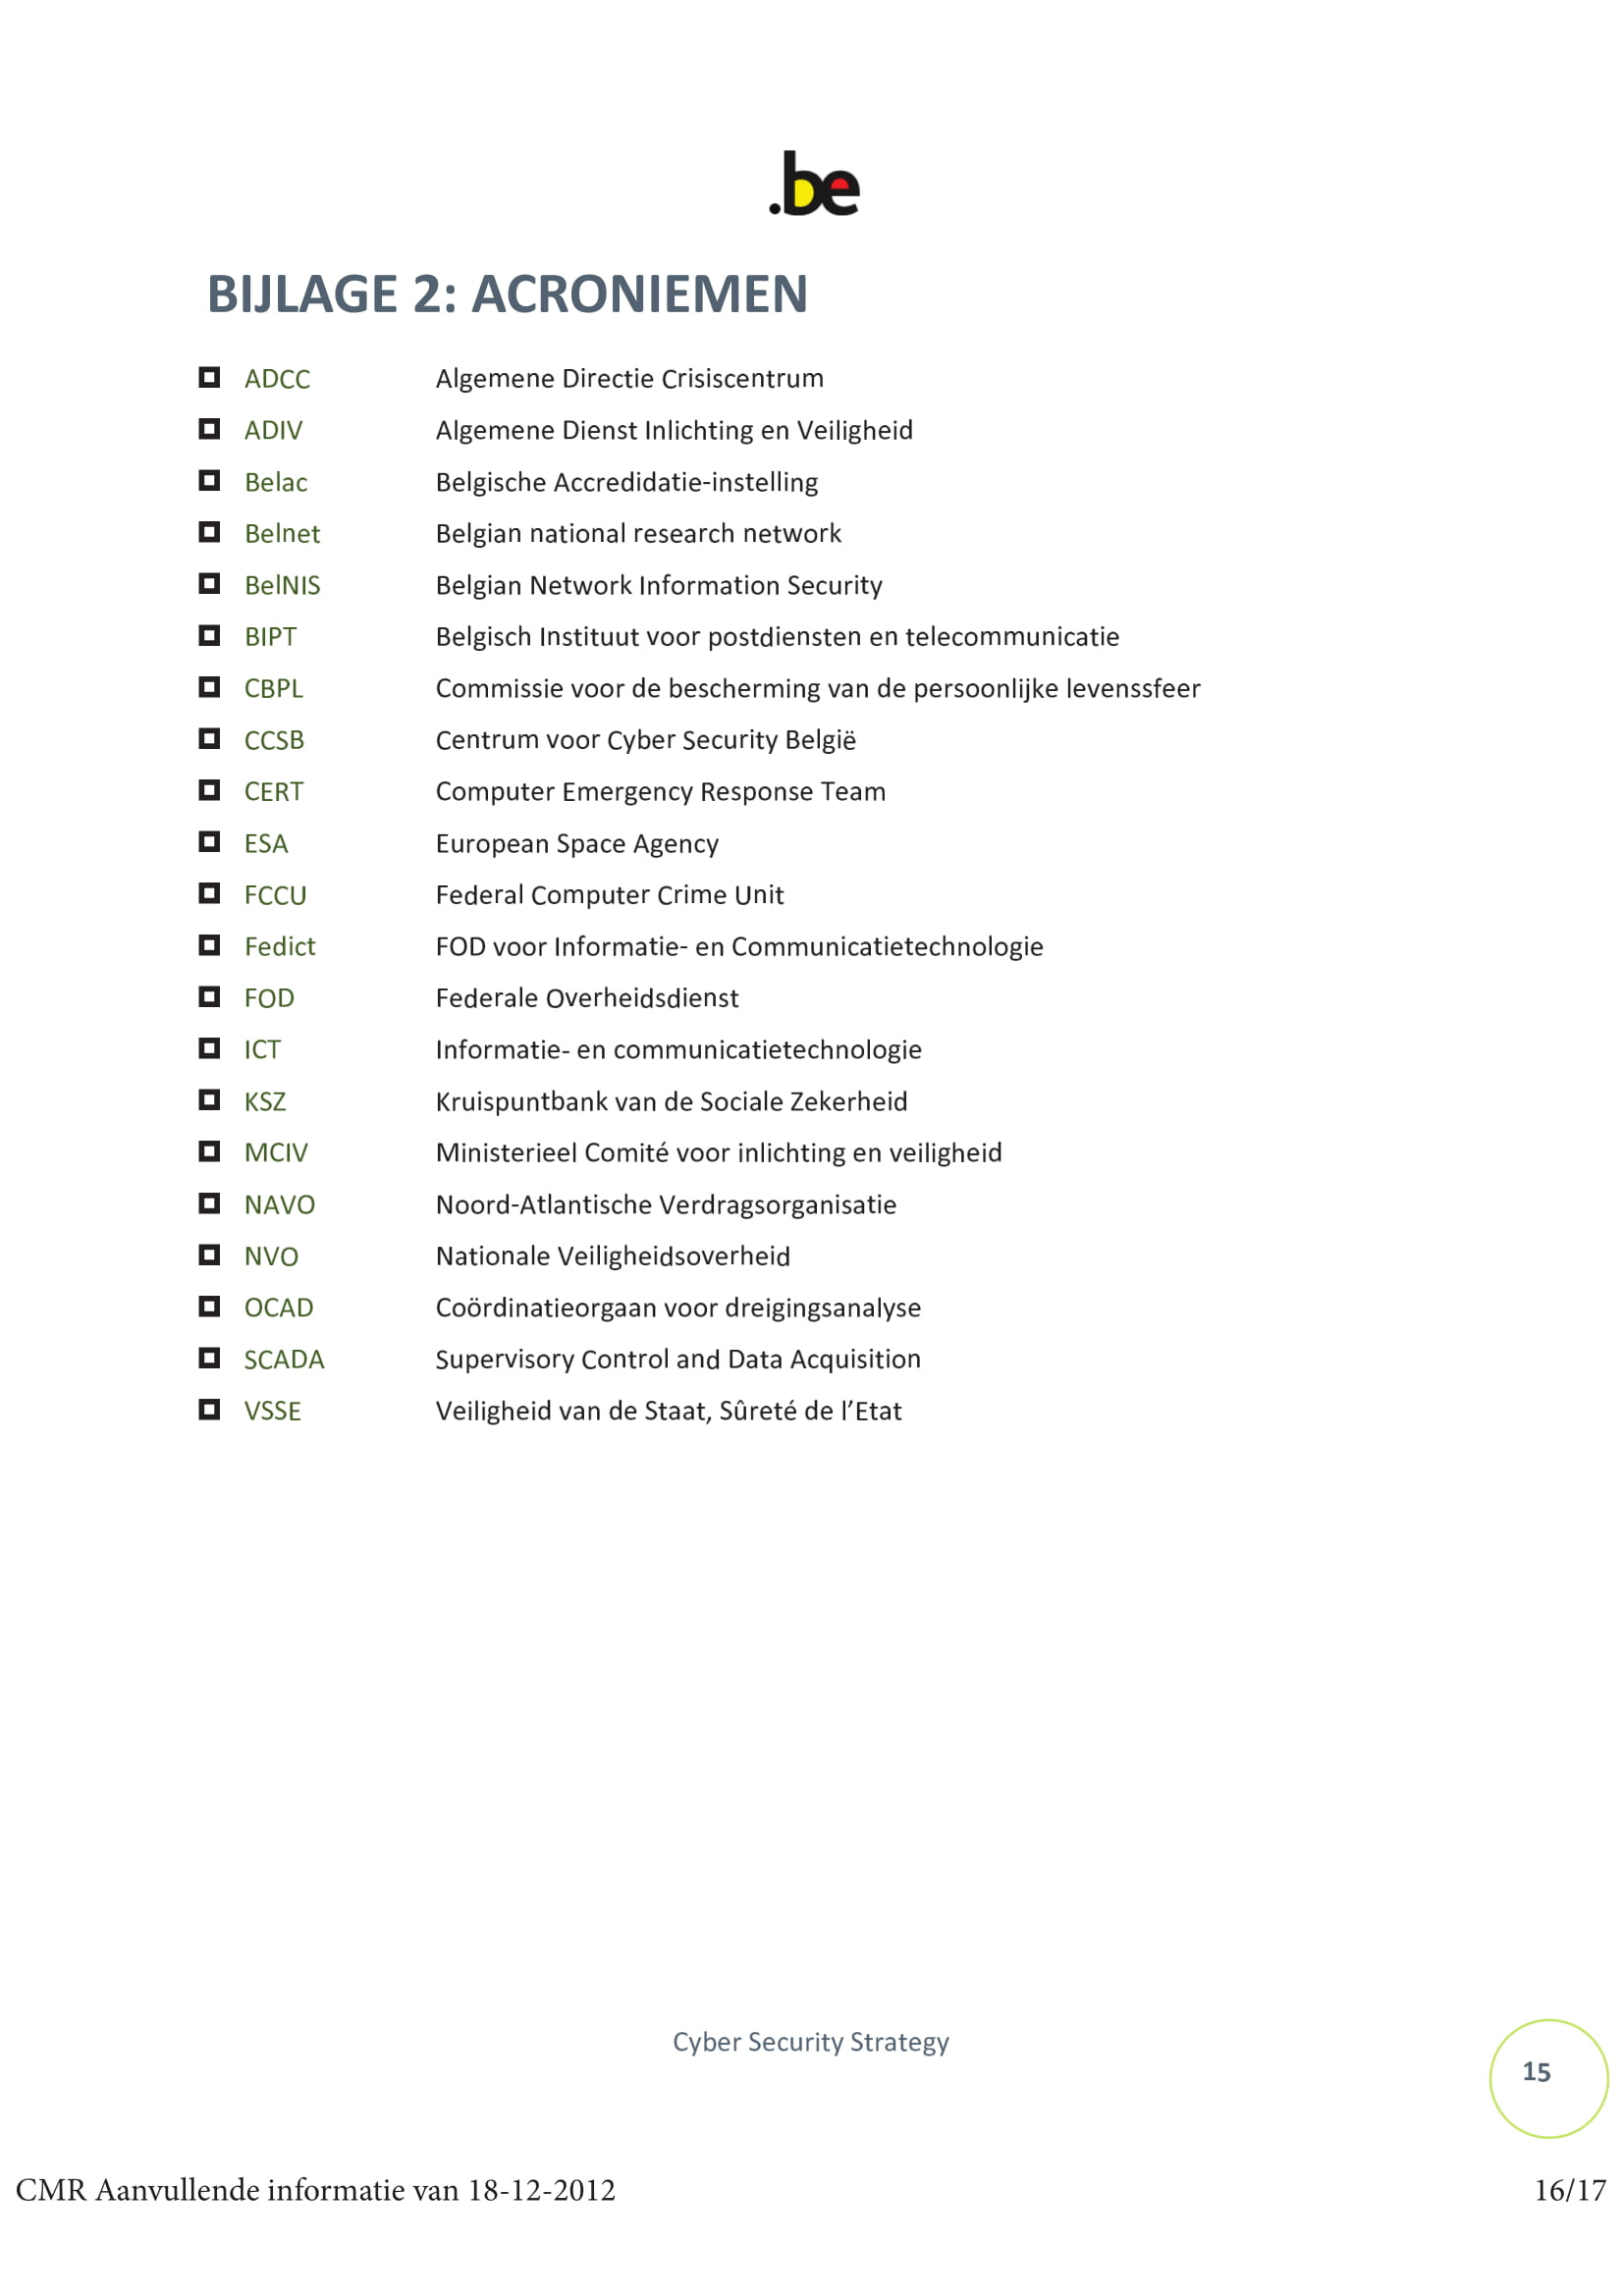 .be
BIJLAGE 2: ACRONIEMEN
ADCC Algemene Directie Crisiscentrum
ADIV Algemene Dienst Inlichting en Veiligheid
Belac Belgische Accredidatie-instelling
Belnet Belgian national research network
BelNIS Belgian Network Information Security
BIPT Belgisch Instituut voor postdiensten en telecommunicatie
CBPL Commissie voor de bescherming van de persoonlijke levenssfeer
CCSB Centrum voor Cyber Security België
CERT Computer Emergency Response Team
ESA European Space Agency
FCCU Federal Computer Crime Unit
Fedict FOD voor Informatie- en Communicatietechnologie
FOD Federale Overheidsdienst
ICT Informatie- en communicatietechnologie
KSZ Kruispuntbank van de Sociale Zekerheid
MCIV Ministerieel Comité voor inlichting en veiligheid
NAVO Noord-Atlantische Verdragsorganisatie
NVO Nationale Veiligheidsoverheid
OCAD Coördinatieorgaan voor dreigingsanalyse
SCADA Supervisory Control and Data Acquisition
VSSE Veiligheid van de Staat, Sûreté de l’Etat
Cyber Security Strategy
15
CMR Aanvullende informatie van 18-12-2012 16/17